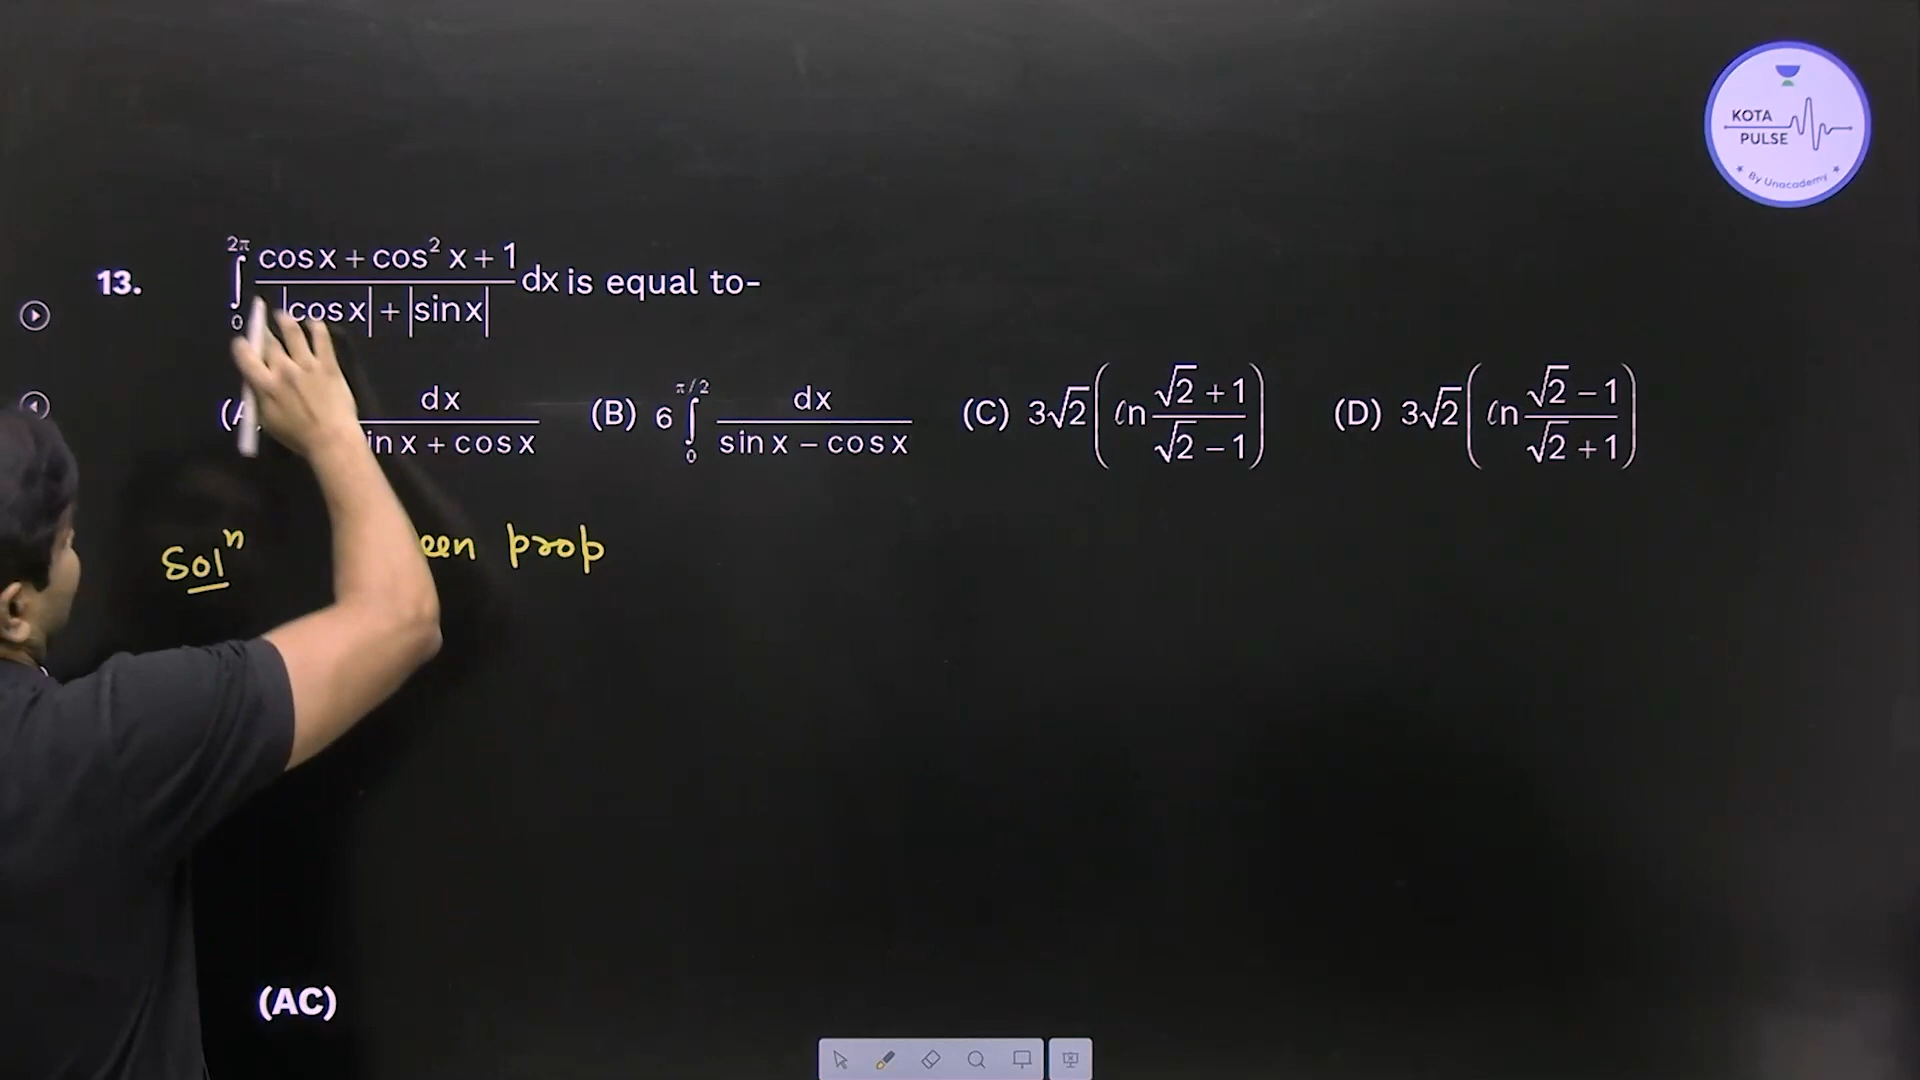 KOTA
PULSE
By Unacademy
13. ∫₀^{2π} (cos x + cos² x + 1) / (|cos x| + |sin x|) dx is equal to-
dx / (in x + cos x) (B) 6 ∫₀^{π/2} dx / (sin x − cos x) (C) 3√2 (ℓn (√2 + 1) / (√2 − 1)) (D) 3√2 (ℓn (√2 − 1) / (√2 + 1))
Solⁿ een prop
(AC)